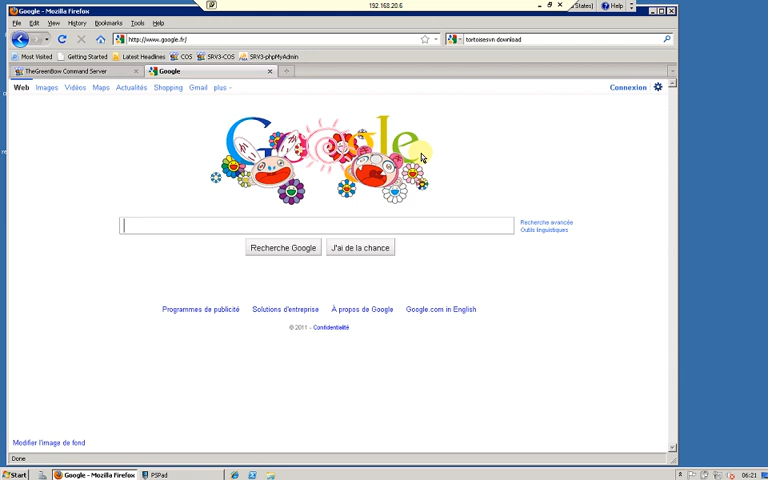 Google - Mozilla Firefox
192.168.20.6
States)
Help
File Edit View History Bookmarks Tools Help
http://www.google.fr/
tortoisesvn download
Most Visited Getting Started Latest Headlines COS SRV3-COS SRV3-phpMyAdmin
TheGreenBow Command Server
Google
Web Images Vidéos Maps Actualités Shopping Gmail plus
Connexion
Google
Recherche avancée
Outils linguistiques
Recherche Google
J'ai de la chance
Programmes de publicité Solutions d'entreprise À propos de Google Google.com in English
© 2011 - Confidentialité
Modifier l'image de fond
Done
Start
Google - Mozilla Firefox
PSPad
06:21